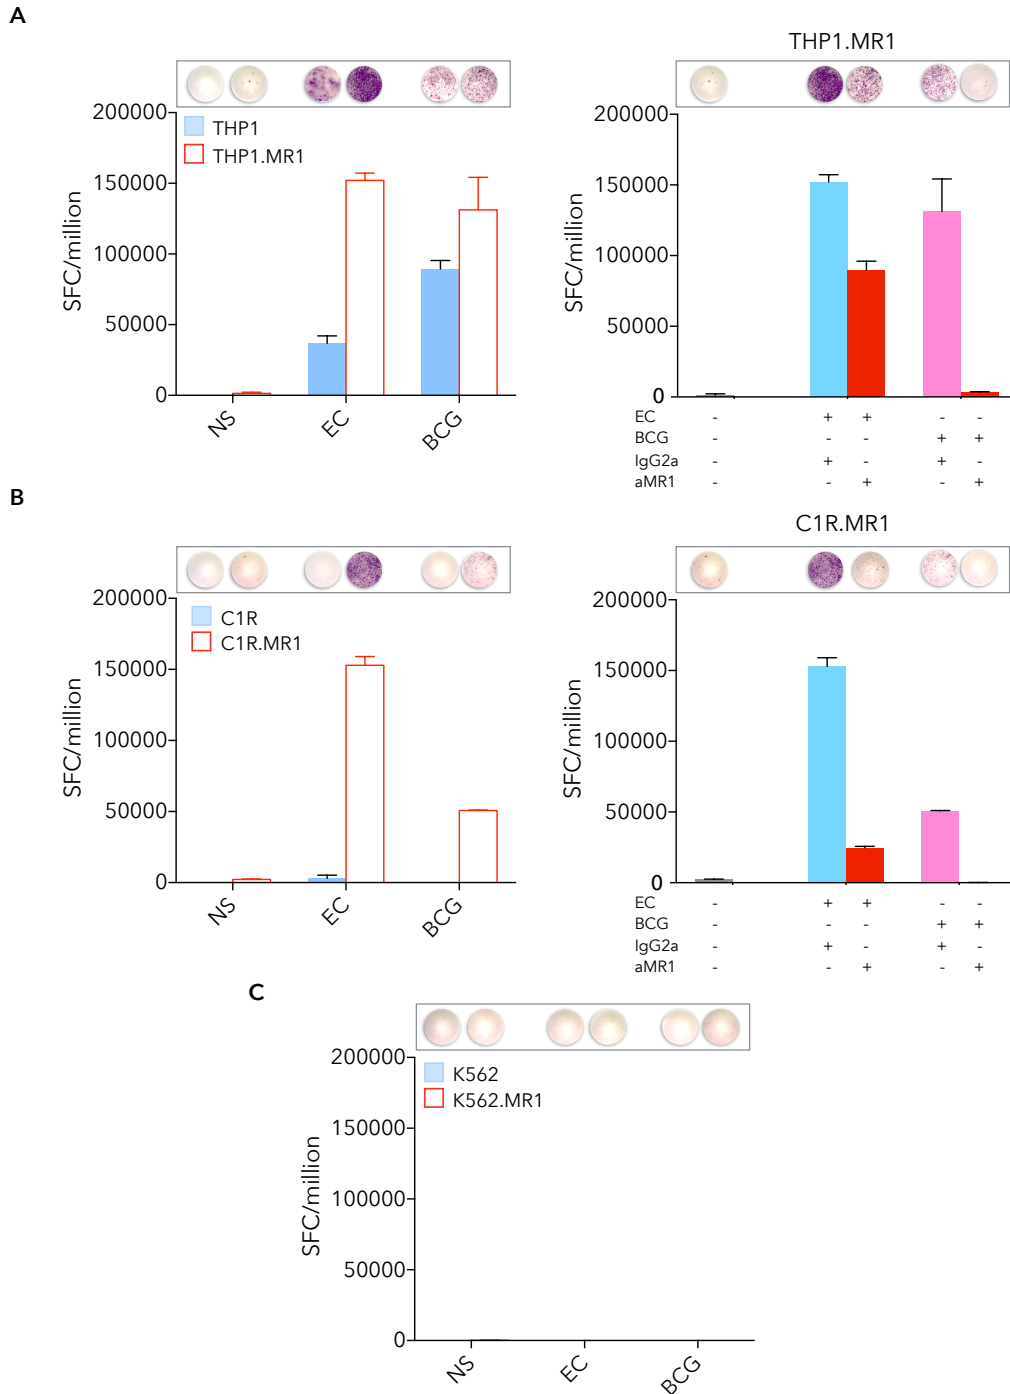 A
THP1.MR1
200000
150000
100000
50000
0
SFC/million
THP1
THP1.MR1
NS
EC
BCG
200000
150000
100000
50000
0
SFC/million
EC - + + - -
BCG - - - + +
IgG2a - + - + -
aMR1 - - + - +
B
C1R.MR1
200000
150000
100000
50000
0
SFC/million
C1R
C1R.MR1
NS
EC
BCG
200000
150000
100000
50000
0
SFC/million
EC - + + - -
BCG - - - + +
IgG2a - + - + -
aMR1 - - + - +
C
200000
150000
100000
50000
0
SFC/million
K562
K562.MR1
NS
EC
BCG